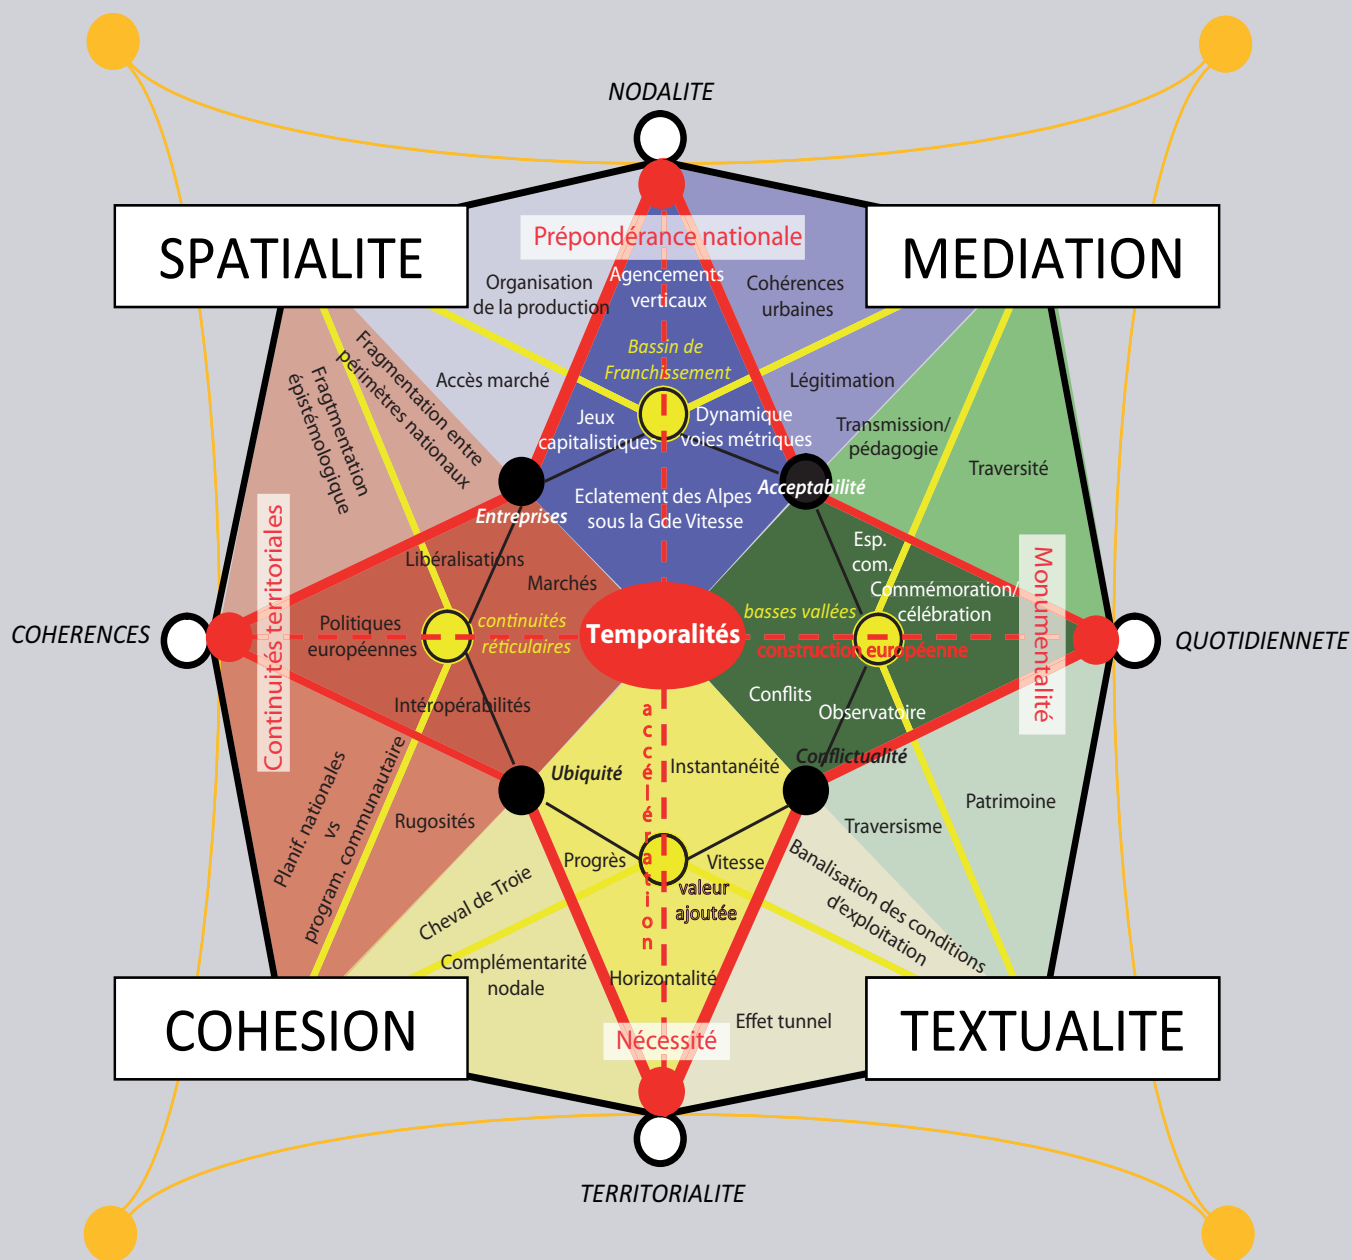 NODALITE
SPATIALITE
MEDIATION
Prépondérance nationale
Organisation
de la production
Agencements
verticaux
Cohérences
urbaines
Bassin de
Franchissement
Accès marché
Légitimation
Fragmentation entre
périmètres nationaux
Fragtmentation
épistémologique
Jeux
capitalistiques
Dynamique
voies métriques
Transmission/
pédagogie
Traversité
Entreprises
Eclatement des Alpes
sous la Gde Vitesse
Acceptabilité
Continuités territoriales
Libéralisations
Marchés
Esp.
com.
Commémoration/
célébration
Monumentalité
COHERENCES
Politiques
européennes
continuités
réticulaires
Temporalités
basses vallées
construction européenne
QUOTIDIENNETE
Intéropérabilités
Conflits
Observatoire
accélération
Ubiquité
Instantanéité
Conflictualité
Planif. nationales
vs
program. communautaire
Rugosités
Traversisme
Patrimoine
Progrès
Vitesse
valeur
ajoutée
Banalisation des conditions
d'exploitation
Cheval de Troie
Complémentarité
nodale
Horizontalité
Effet tunnel
Nécessité
COHESION
TEXTUALITE
TERRITORIALITE